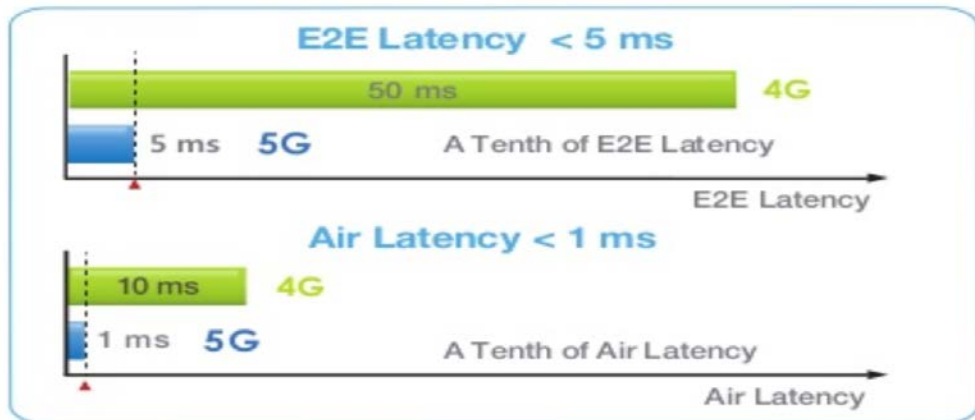 E2E Latency < 5 ms
50 ms 4G
5 ms 5G A Tenth of E2E Latency
E2E Latency
Air Latency < 1 ms
10 ms 4G
1 ms 5G A Tenth of Air Latency
Air Latency